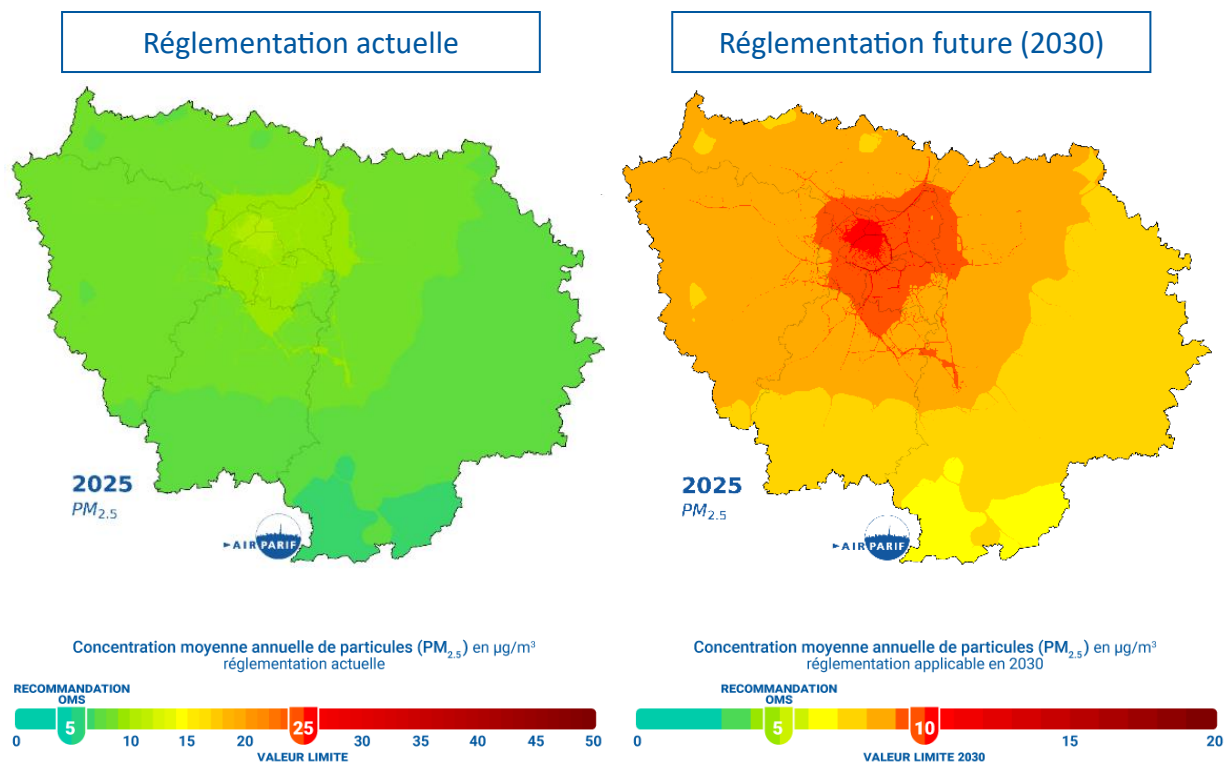 Réglementation actuelle
Réglementation future (2030)
2025
PM2.5
AIRPARIF
2025
PM2.5
AIRPARIF
Concentration moyenne annuelle de particules (PM2.5) en µg/m³
réglementation actuelle
RECOMMANDATION
OMS
5
25
0 10 15 20 30 35 40 45 50
VALEUR LIMITE
Concentration moyenne annuelle de particules (PM2.5) en µg/m³
réglementation applicable en 2030
RECOMMANDATION
OMS
5
10
0 15 20
VALEUR LIMITE 2030